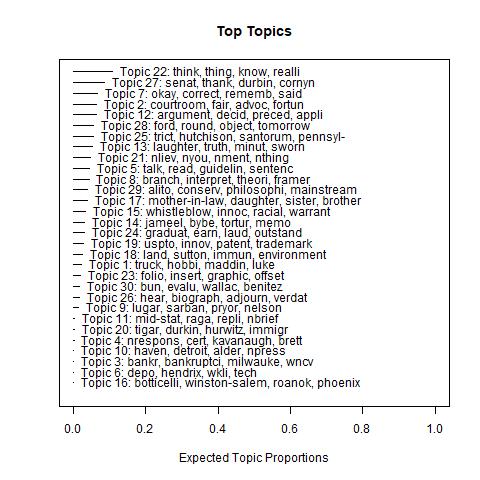 Top Topics
Topic 22: think, thing, know, realli
Topic 27: senat, thank, durbin, cornyn
Topic 7: okay, correct, rememb, said
Topic 2: courtroom, fair, advoc, fortun
Topic 12: argument, decid, preced, appli
Topic 28: ford, round, object, tomorrow
Topic 25: trict, hutchison, santorum, pennsyl-
Topic 13: laughter, truth, minut, sworn
Topic 21: nliev, nyou, nment, nthing
Topic 5: talk, read, guidelin, sentenc
Topic 8: branch, interpret, theori, framer
Topic 29: alito, conserv, philosophi, mainstream
Topic 17: mother-in-law, daughter, sister, brother
Topic 15: whistleblow, innoc, racial, warrant
Topic 14: jameel, bybe, tortur, memo
Topic 24: graduat, earn, laud, outstand
Topic 19: uspto, innov, patent, trademark
Topic 18: land, sutton, immun, environment
Topic 1: truck, hobbi, maddin, luke
Topic 23: folio, insert, graphic, offset
Topic 30: bun, evalu, wallac, benitez
Topic 26: hear, biograph, adjourn, verdat
Topic 9: lugar, sarban, pryor, nelson
Topic 11: mid-stat, raga, repli, nbrief
Topic 20: tigar, durkin, hurwitz, immigr
Topic 4: nrespons, cert, kavanaugh, brett
Topic 10: haven, detroit, alder, npress
Topic 3: bankr, bankruptci, milwauke, wncv
Topic 6: depo, hendrix, wkli, tech
Topic 16: botticelli, winston-salem, roanok, phoenix
0.0 0.2 0.4 0.6 0.8 1.0
Expected Topic Proportions